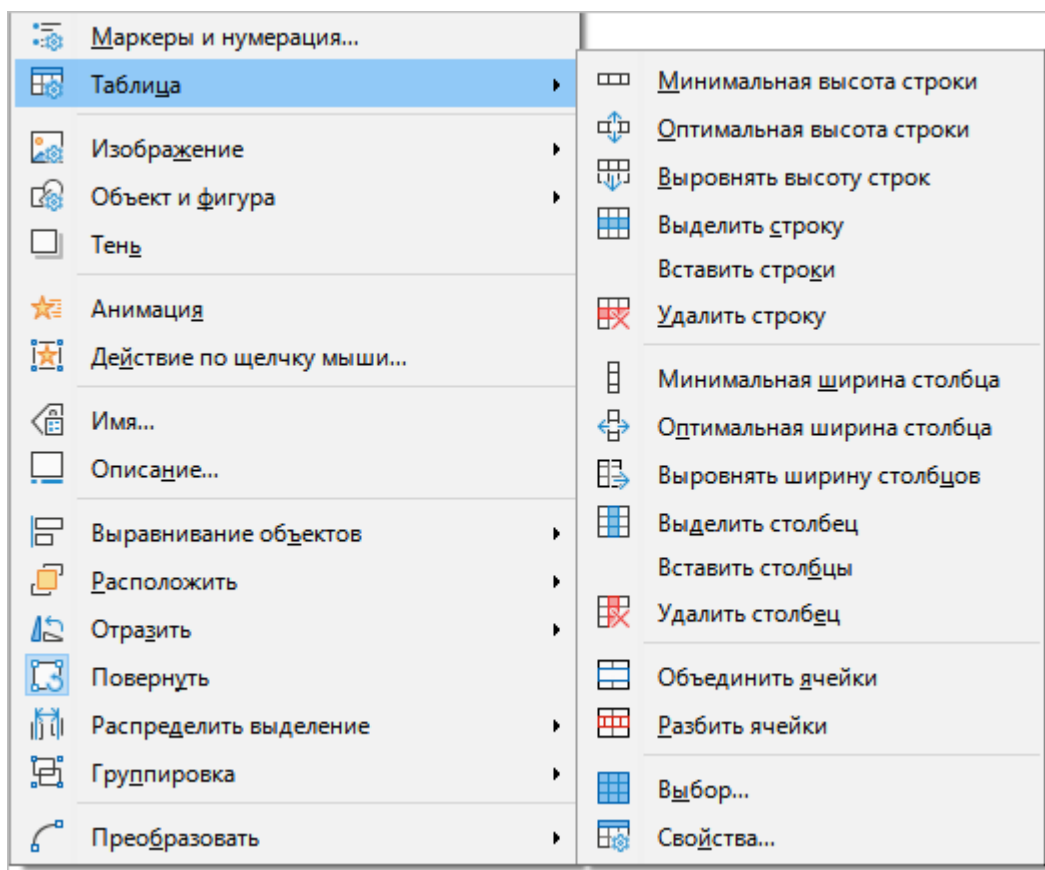 Маркеры и нумерация...
Таблица
Изображение
Объект и фигура
Тень
Анимация
Действие по щелчку мыши...
Имя...
Описание...
Выравнивание объектов
Расположить
Отразить
Повернуть
Распределить выделение
Группировка
Преобразовать
Минимальная высота строки
Оптимальная высота строки
Выровнять высоту строк
Выделить строку
Вставить строки
Удалить строку
Минимальная ширина столбца
Оптимальная ширина столбца
Выровнять ширину столбцов
Выделить столбец
Вставить столбцы
Удалить столбец
Объединить ячейки
Разбить ячейки
Выбор...
Свойства...